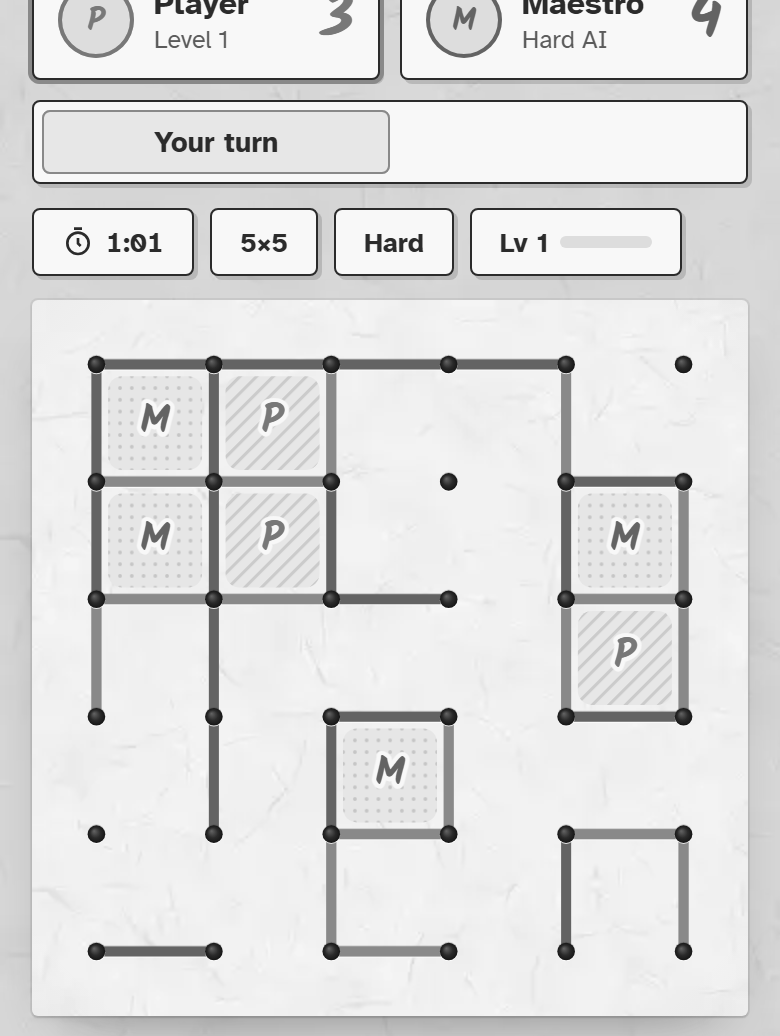 Player
P
3
Level 1
Maestro
M
4
Hard AI
Your turn
1:01
5×5
Hard
Lv 1
M P
M P M
P
M